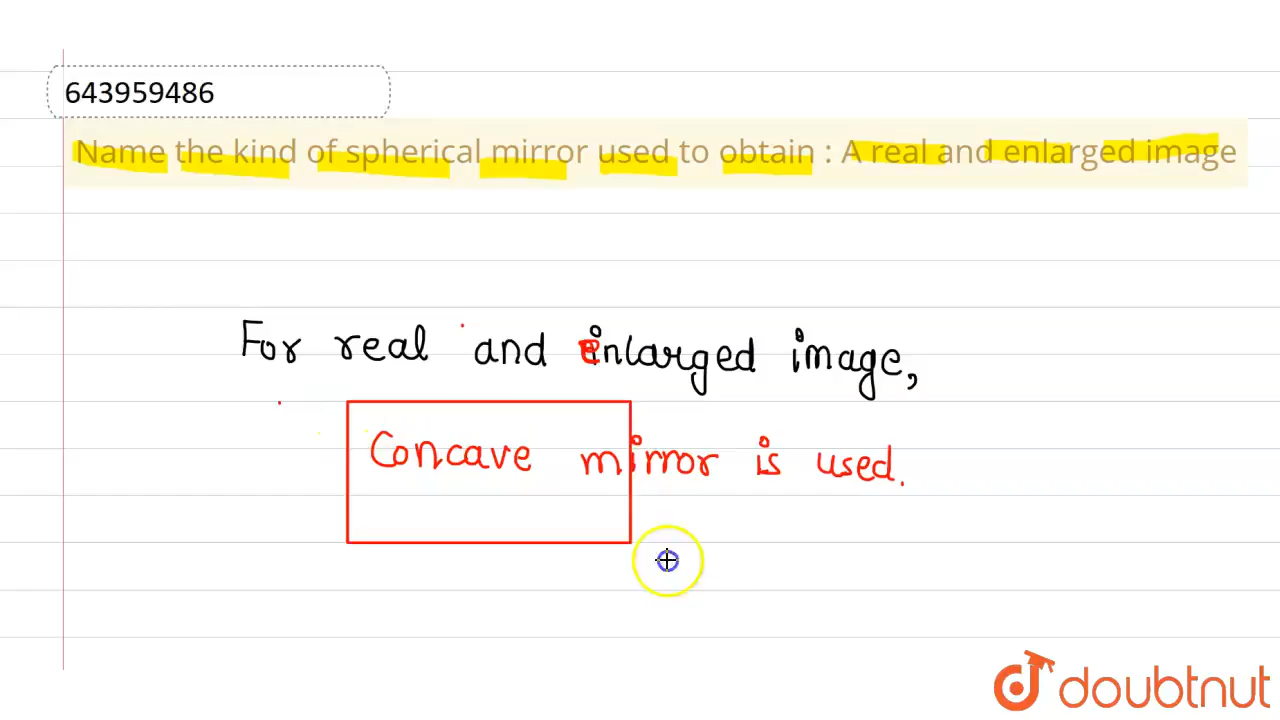 643959486
Name the kind of spherical mirror used to obtain : A real and enlarged image
For real and enlarged image,
Concave mirror is used.
doubtnut